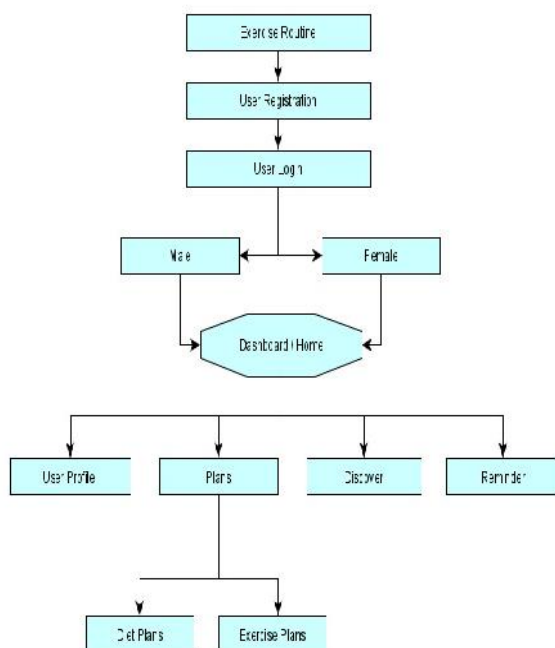 Exercise Routine
User Registration
User Login
Male
Female
Dashboard / Home
User Profile
Plans
Discover
Reminder
Diet Plans
Exercise Plans